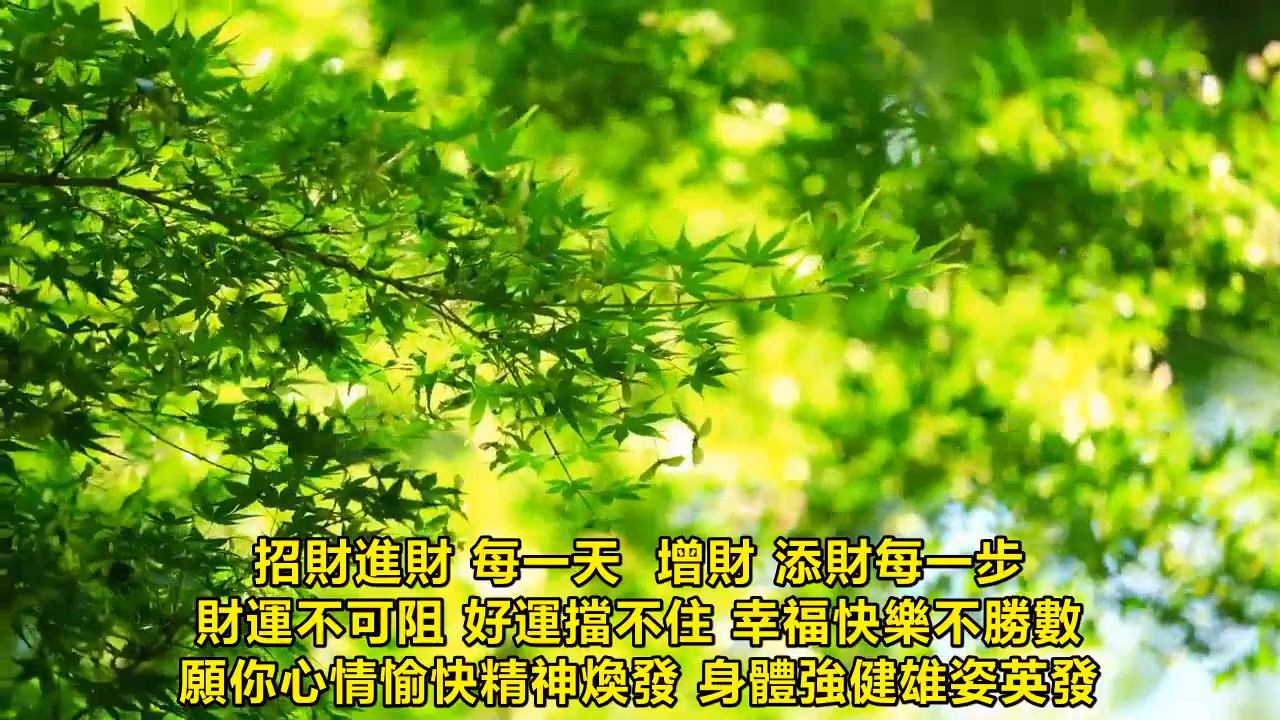 招財進財 每一天 增財 添財每一步
財運不可阻 好運擋不住 幸福快樂不勝數
願你心情愉快精神煥發 身體強健雄姿英發